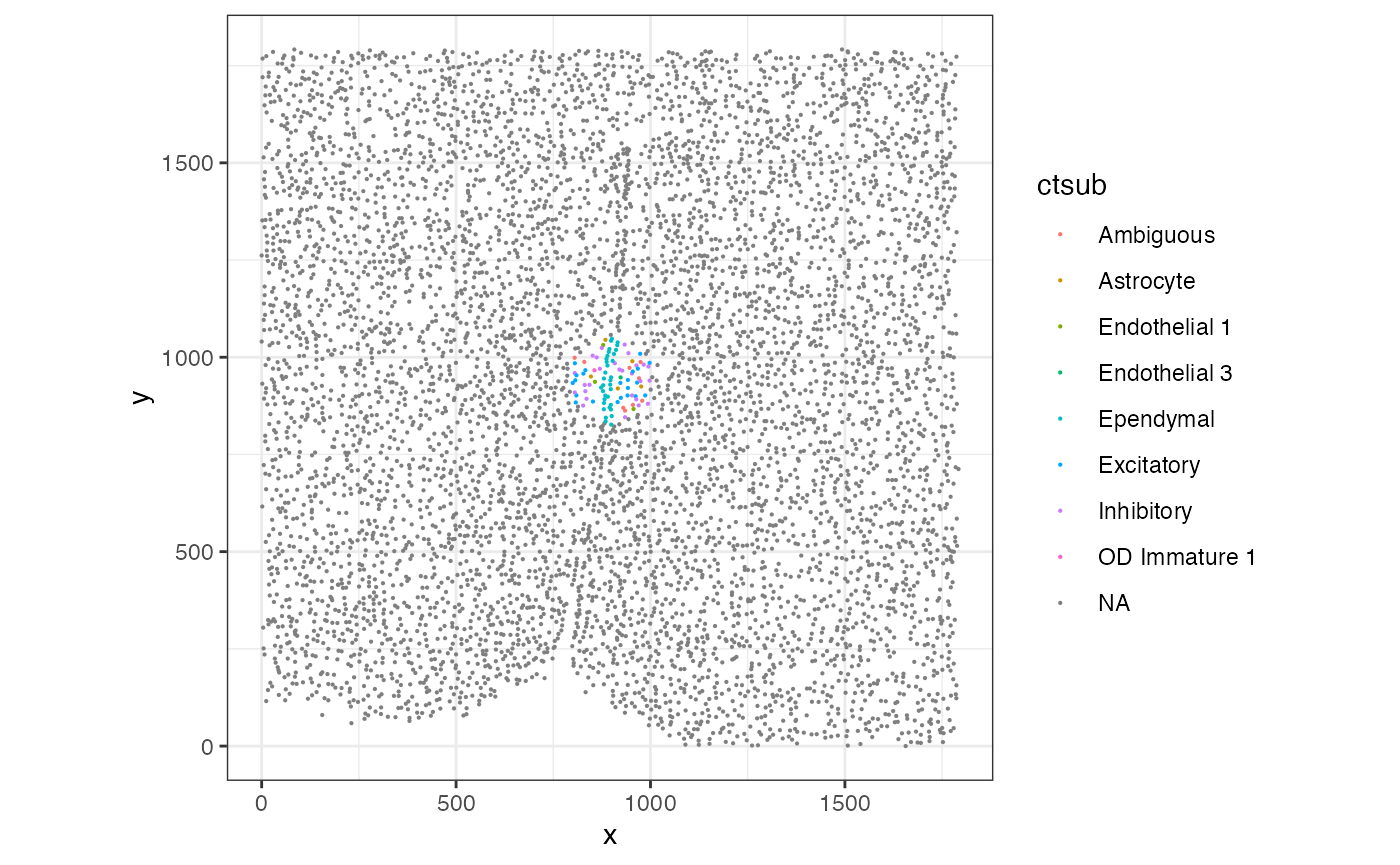 1500
1000
500
0
0
500
1000
1500
x
y
ctsub
Ambiguous
Astrocyte
Endothelial 1
Endothelial 3
Ependymal
Excitatory
Inhibitory
OD Immature 1
NA